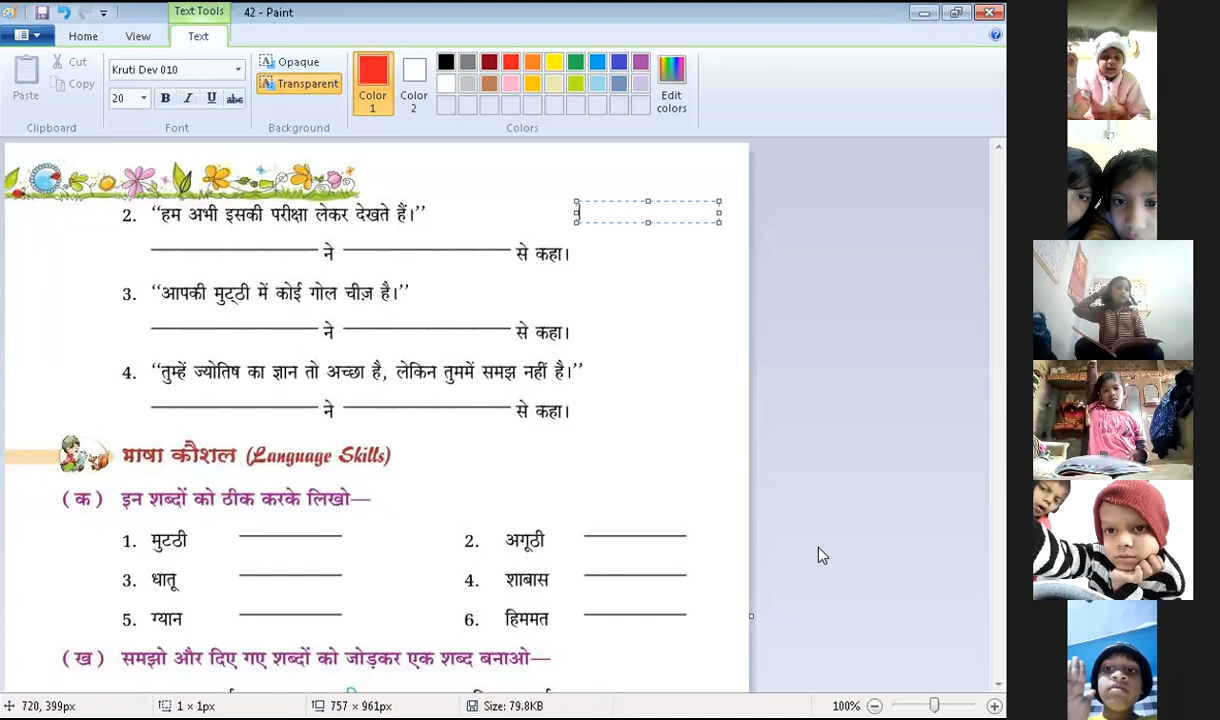 Text Tools
42 - Paint
Home View Text
Paste
Cut
Copy
Clipboard
Kruti Dev 010
20 B I U abc
Font
Opaque
Transparent
Background
Color 1
Color 2
Edit colors
Colors
2. ‘‘हम अभी इसकी परीक्षा लेकर देखते हैं।’’
ने से कहा।
3. ‘‘आपकी मुट्ठी में कोई गोल चीज़ है।’’
ने से कहा।
4. ‘‘तुम्हें ज्योतिष का ज्ञान तो अच्छा है, लेकिन तुममें समझ नहीं है।’’
ने से कहा।
भाषा कौशल (Language Skills)
(क) इन शब्दों को ठीक करके लिखो—
1. मुटठी 2. अगूठी
3. धातू 4. शाबास
5. ग्यान 6. हिममत
(ख) समझो और दिए गए शब्दों को जोड़कर एक शब्द बनाओ—
720, 399px 1 × 1px 757 × 961px Size: 79.8KB 100%